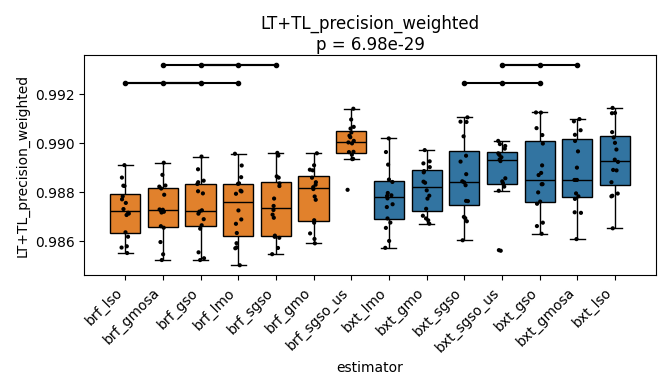 LT+TL_precision_weighted
p = 6.98e-29
LT+TL_precision_weighted
0.992
0.990
0.988
0.986
brf_lso
brf_gmosa
brf_gso
brf_lmo
brf_sgso
brf_gmo
brf_sgso_us
bxt_lmo
bxt_gmo
bxt_sgso
bxt_sgso_us
bxt_gso
bxt_gmosa
bxt_lso
estimator